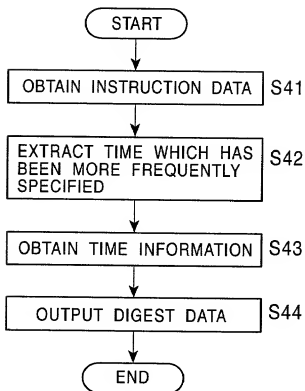 START
OBTAIN INSTRUCTION DATA S41
EXTRACT TIME WHICH HAS
BEEN MORE FREQUENTLY
SPECIFIED
S42
OBTAIN TIME INFORMATION S43
OUTPUT DIGEST DATA S44
END